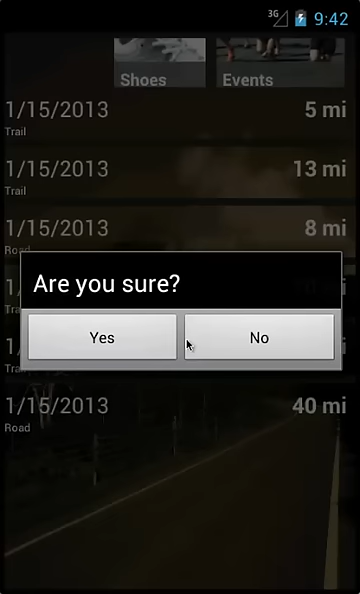 3G 9:42
Shoes Events
1/15/2013 5 mi
Trail
1/15/2013 13 mi
Trail
1/15/2013 8 mi
Road
Are you sure?
Yes No
1/15/2013 40 mi
Road